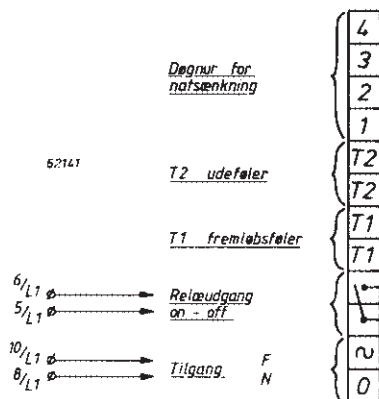 4
Døgnur for
natsænkning
3
2
1
62141
T2
T2 udeføler
T2
T1
T1 fremløbsføler
T1
6/L1
Relæudgang
5/L1
on - off
10/L1
Tilgang F
~
8/L1
N
0